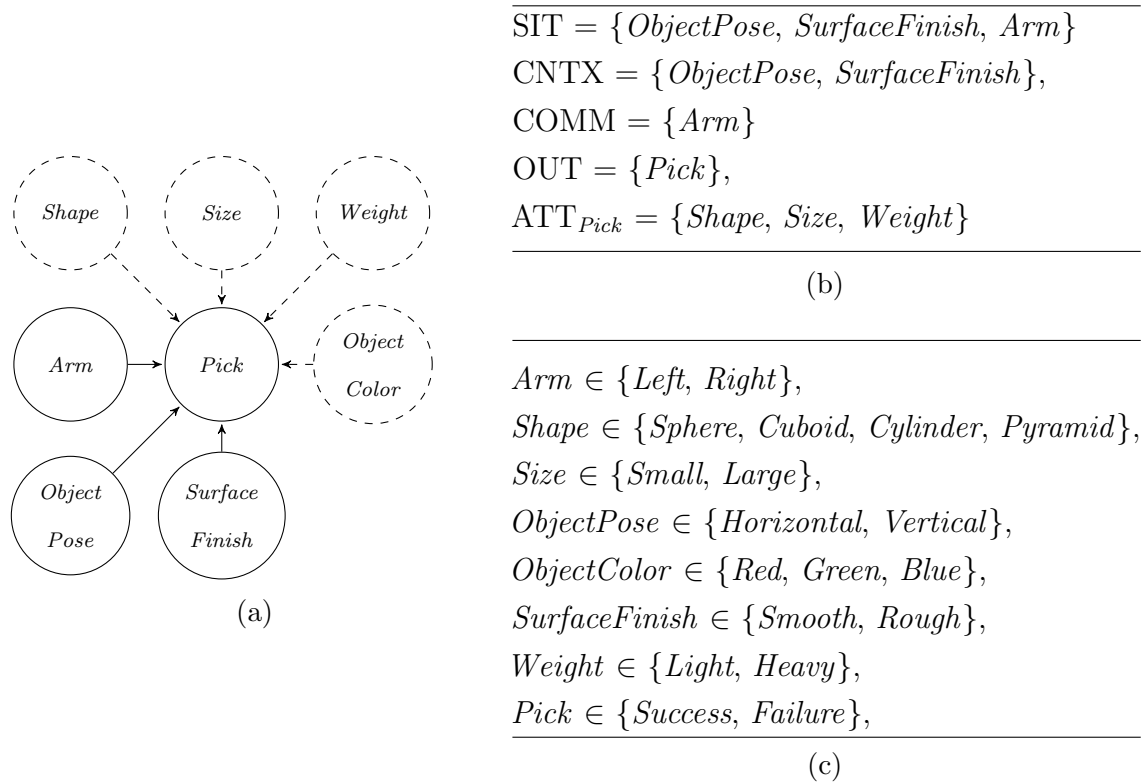 Shape
Size
Weight
Arm
Pick
Object
Color
Object
Pose
Surface
Finish
(a)
SIT = {ObjectPose, SurfaceFinish, Arm}
CNTX = {ObjectPose, SurfaceFinish},
COMM = {Arm}
OUT = {Pick},
ATT_Pick = {Shape, Size, Weight}
(b)
Arm ∈ {Left, Right},
Shape ∈ {Sphere, Cuboid, Cylinder, Pyramid},
Size ∈ {Small, Large},
ObjectPose ∈ {Horizontal, Vertical},
ObjectColor ∈ {Red, Green, Blue},
SurfaceFinish ∈ {Smooth, Rough},
Weight ∈ {Light, Heavy},
Pick ∈ {Success, Failure},
(c)